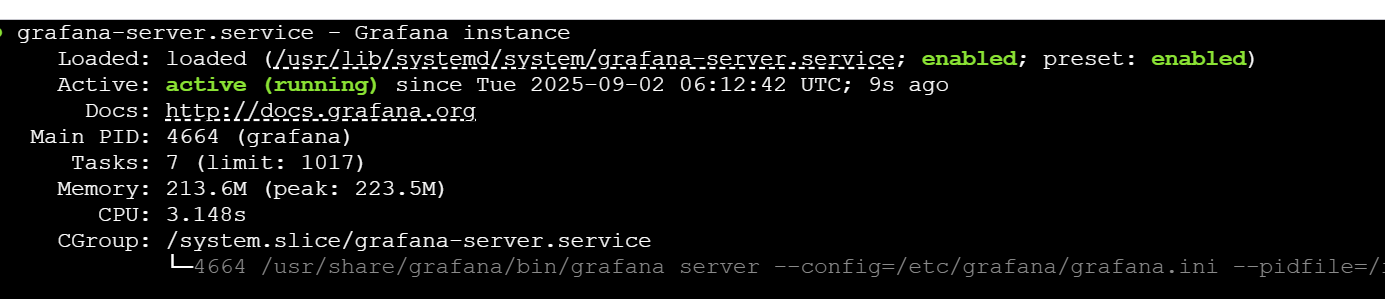 grafana-server.service - Grafana instance
Loaded: loaded (/usr/lib/systemd/system/grafana-server.service; enabled; preset: enabled)
Active: active (running) since Tue 2025-09-02 06:12:42 UTC; 9s ago
Docs: http://docs.grafana.org
Main PID: 4664 (grafana)
Tasks: 7 (limit: 1017)
Memory: 213.6M (peak: 223.5M)
CPU: 3.148s
CGroup: /system.slice/grafana-server.service
└─4664 /usr/share/grafana/bin/grafana server --config=/etc/grafana/grafana.ini --pidfile=/